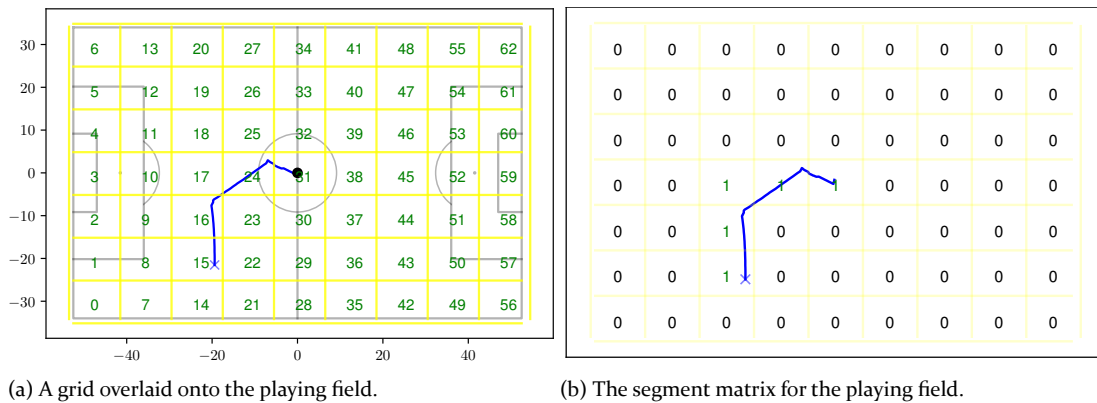 30 6 13 20 27 34 41 48 55 62
20 5 12 19 26 33 40 47 54 61
10 4 11 18 25 32 39 46 53 60
0 3 10 17 24 31 38 45 52 59
−10 2 9 16 23 30 37 44 51 58
−20 1 8 15 22 29 36 43 50 57
−30 0 7 14 21 28 35 42 49 56
−40 −20 0 20 40
(a) A grid overlaid onto the playing field.
0 0 0 0 0 0 0 0 0
0 0 0 0 0 0 0 0 0
0 0 0 0 0 0 0 0 0
0 0 1 1 1 0 0 0 0
0 0 1 0 0 0 0 0 0
0 0 1 0 0 0 0 0 0
0 0 0 0 0 0 0 0 0
(b) The segment matrix for the playing field.